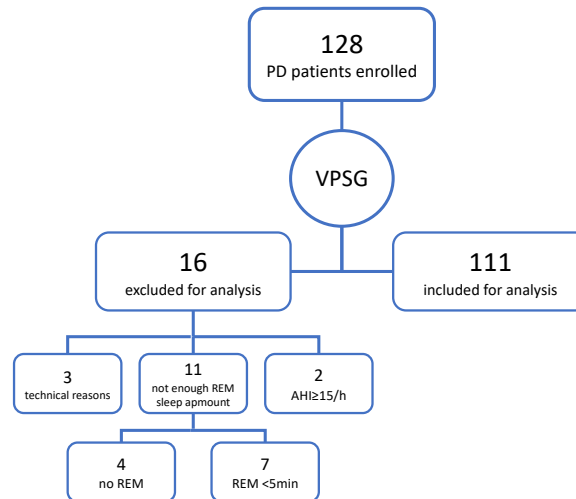 128
PD patients enrolled
VPSG
16
excluded for analysis
111
included for analysis
3
technical reasons
11
not enough REM
sleep apmount
2
AHI≥15/h
4
no REM
7
REM <5min